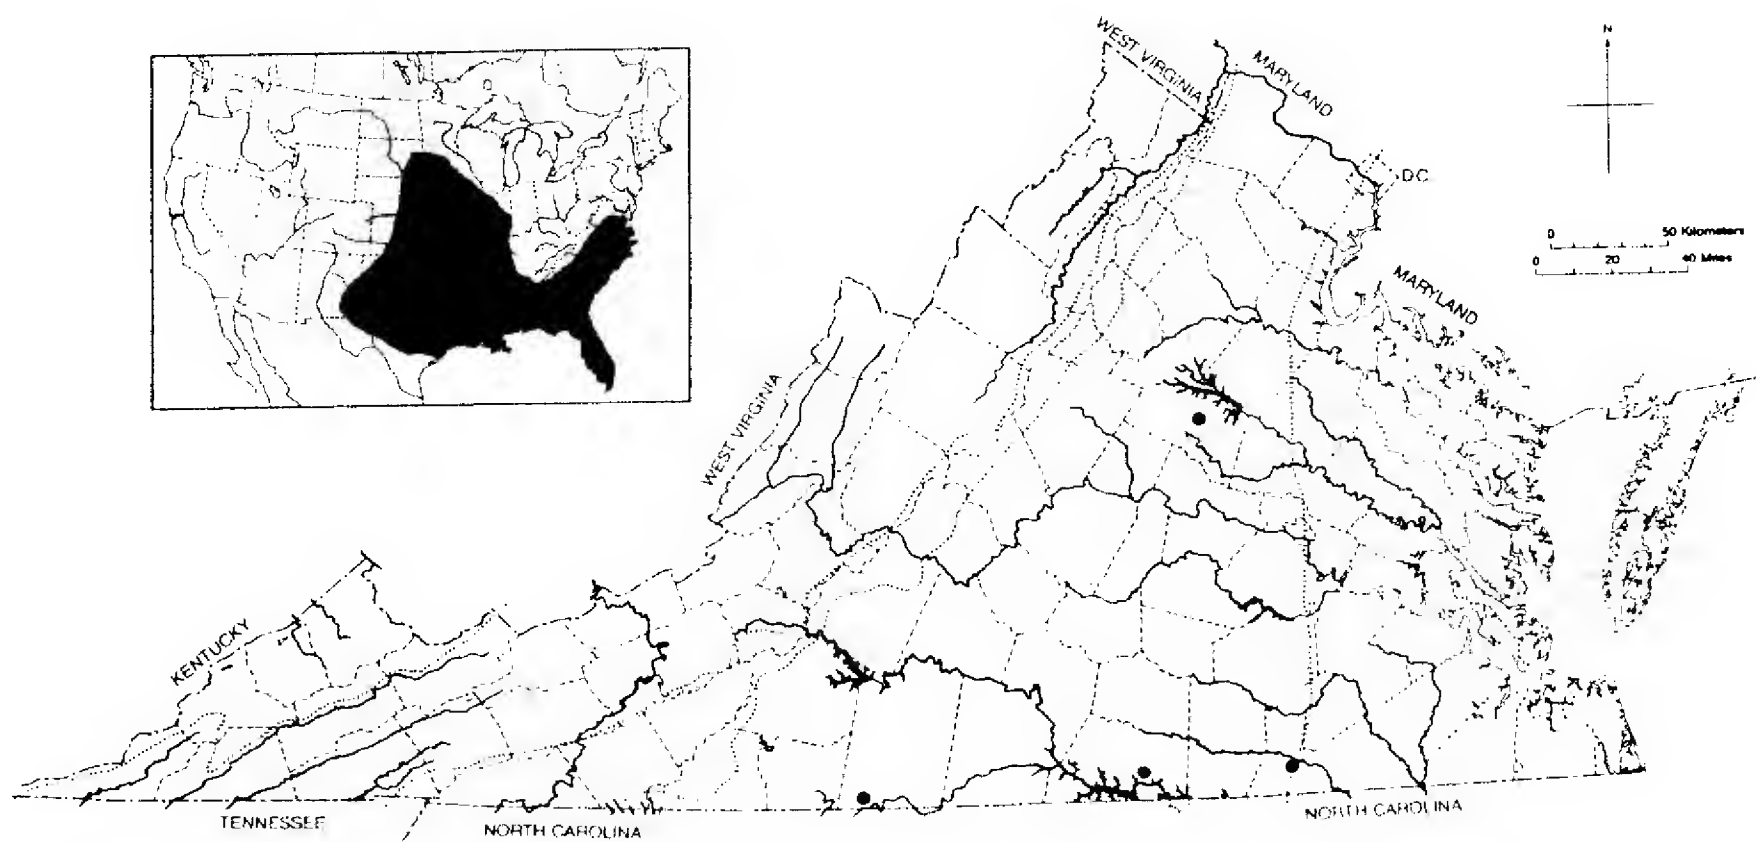 WEST VIRGINIA
MARYLAND
N
DC
0 50 Kilometers
0 20 40 Miles
MARYLAND
WEST VIRGINIA
KENTUCKY
TENNESSEE
NORTH CAROLINA
NORTH CAROLINA